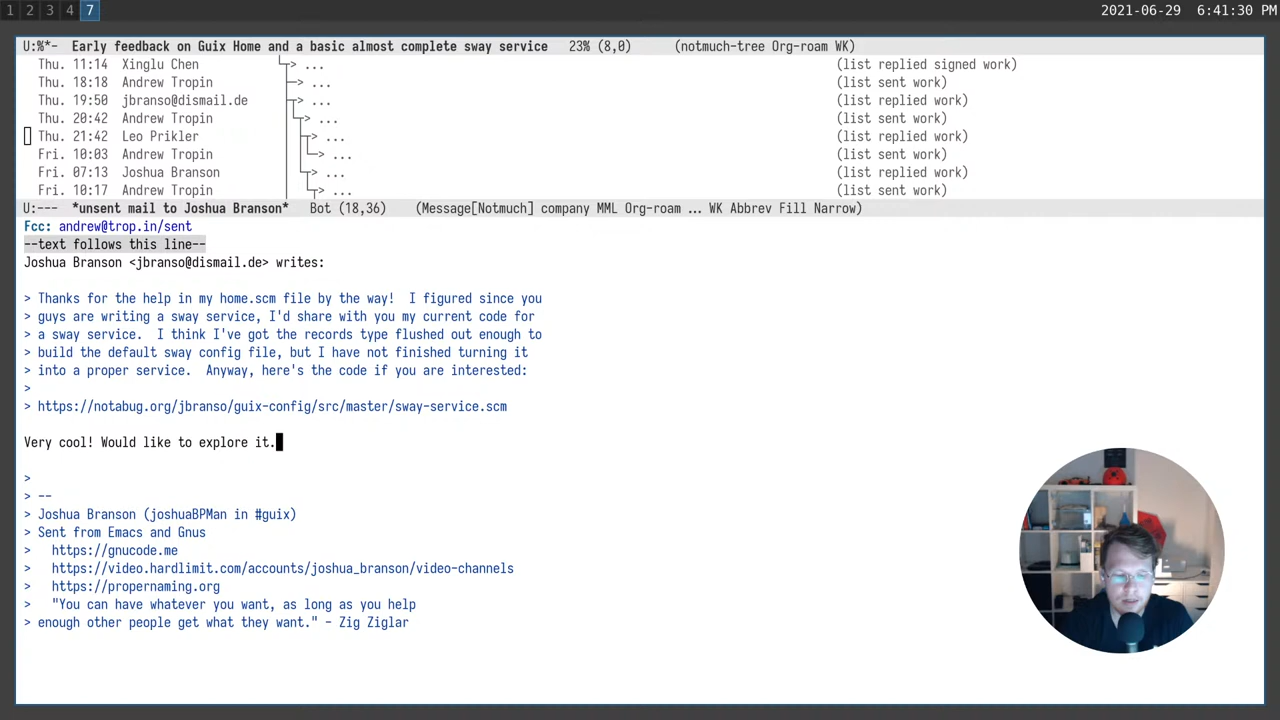 1 2 3 4 7 2021-06-29 6:41:30 PM
U:%*- Early feedback on Guix Home and a basic almost complete sway service 23% (8,0) (notmuch-tree Org-roam WK)
Thu. 11:14 Xinglu Chen ... (list replied signed work)
Thu. 18:18 Andrew Tropin ... (list sent work)
Thu. 19:50 jbranso@dismail.de ... (list replied work)
Thu. 20:42 Andrew Tropin ... (list sent work)
Thu. 21:42 Leo Prikler ... (list replied work)
Fri. 10:03 Andrew Tropin ... (list sent work)
Fri. 07:13 Joshua Branson ... (list replied work)
Fri. 10:17 Andrew Tropin ... (list sent work)
U:--- *unsent mail to Joshua Branson* Bot (18,36) (Message[Notmuch] company MML Org-roam ... WK Abbrev Fill Narrow)
Fcc: andrew@trop.in/sent
--text follows this line--
Joshua Branson <jbranso@dismail.de> writes:
> Thanks for the help in my home.scm file by the way! I figured since you
> guys are writing a sway service, I'd share with you my current code for
> a sway service. I think I've got the records type flushed out enough to
> build the default sway config file, but I have not finished turning it
> into a proper service. Anyway, here's the code if you are interested:
>
> https://notabug.org/jbranso/guix-config/src/master/sway-service.scm
Very cool! Would like to explore it.
>
> --
> Joshua Branson (joshuaBPMan in #guix)
> Sent from Emacs and Gnus
> https://gnucode.me
> https://video.hardlimit.com/accounts/joshua_branson/video-channels
> https://propernaming.org
> "You can have whatever you want, as long as you help
> enough other people get what they want." - Zig Ziglar